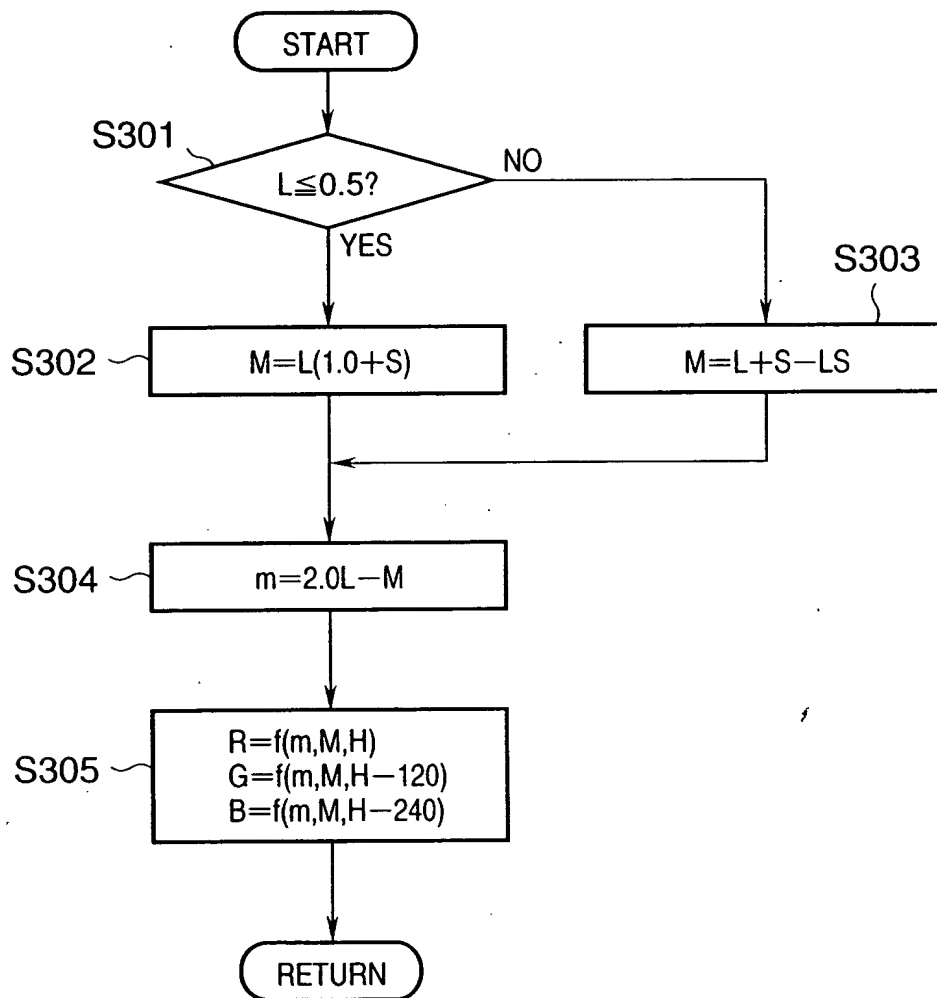 START
S301
L≦0.5?
NO
YES
S303
S302
M=L(1.0+S)
M=L+S−LS
S304
m=2.0L−M
S305
R=f(m,M,H)
G=f(m,M,H−120)
B=f(m,M,H−240)
RETURN